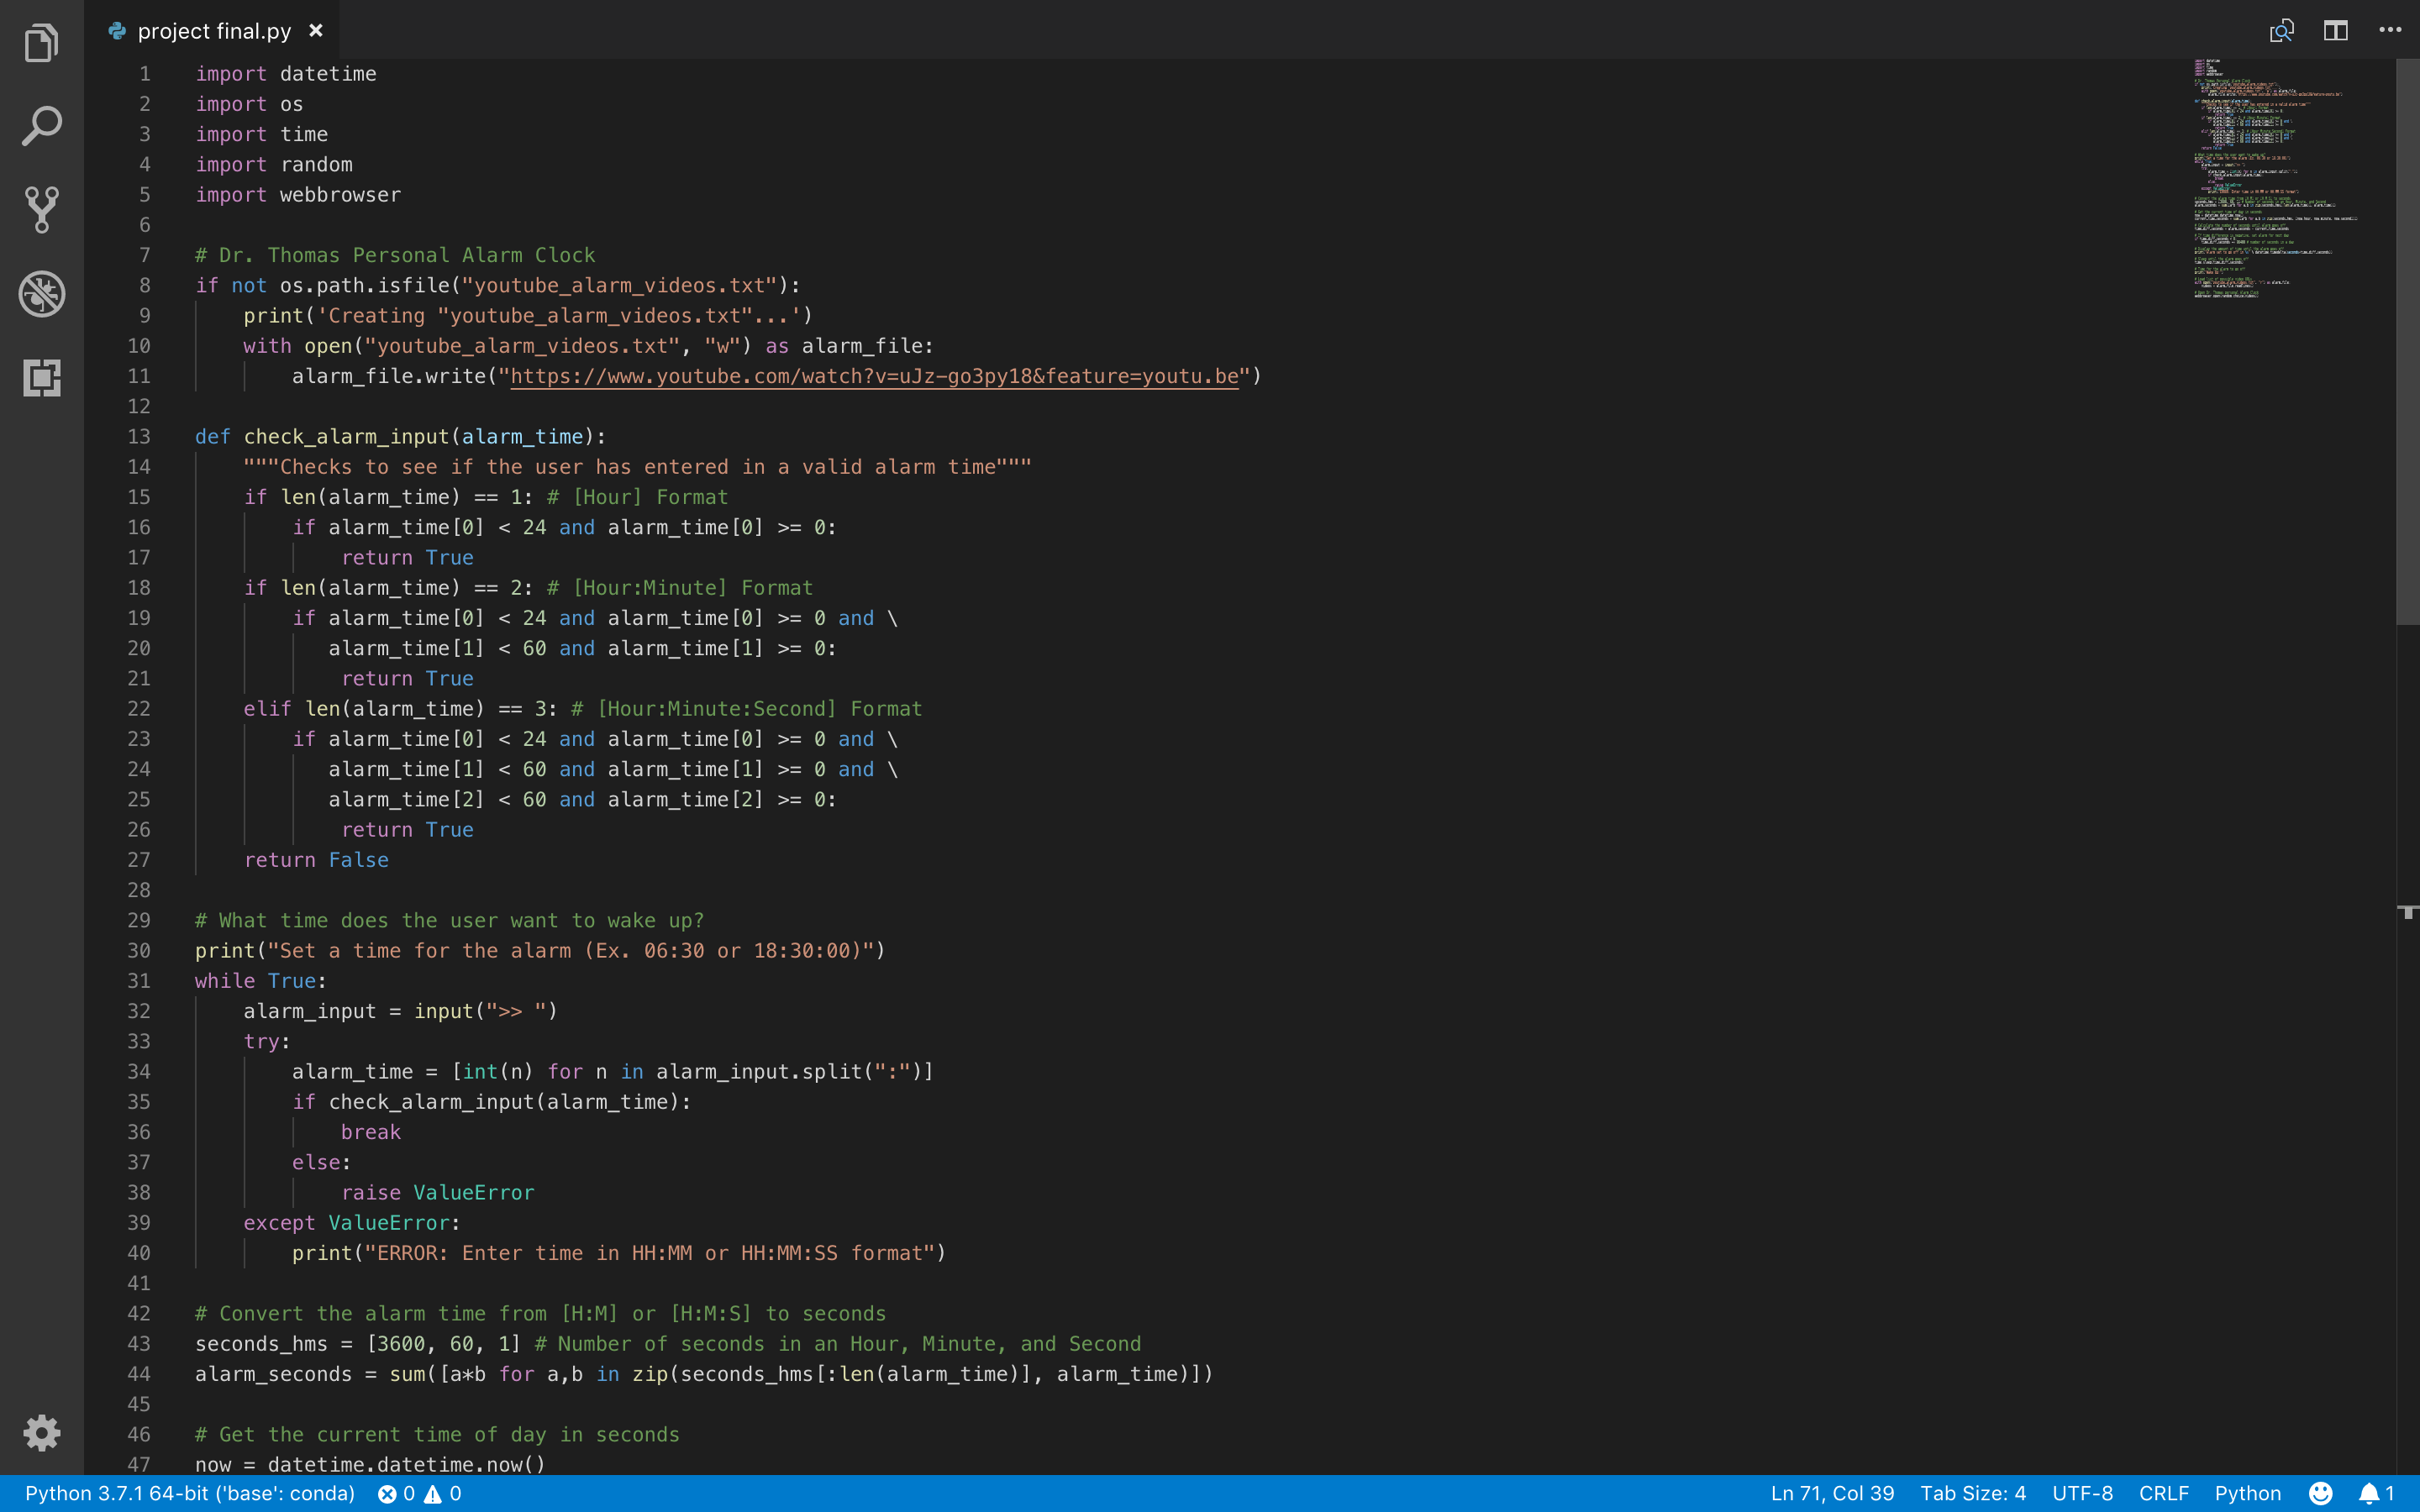 project final.py ×
1 import datetime
2 import os
3 import time
4 import random
5 import webbrowser
6
7 # Dr. Thomas Personal Alarm Clock
8 if not os.path.isfile("youtube_alarm_videos.txt"):
9     print('Creating "youtube_alarm_videos.txt"...')
10     with open("youtube_alarm_videos.txt", "w") as alarm_file:
11         alarm_file.write("https://www.youtube.com/watch?v=uJz-go3py18&feature=youtu.be")
12
13 def check_alarm_input(alarm_time):
14     """Checks to see if the user has entered in a valid alarm time"""
15     if len(alarm_time) == 1: # [Hour] Format
16         if alarm_time[0] < 24 and alarm_time[0] >= 0:
17             return True
18     if len(alarm_time) == 2: # [Hour:Minute] Format
19         if alarm_time[0] < 24 and alarm_time[0] >= 0 and \
20            alarm_time[1] < 60 and alarm_time[1] >= 0:
21             return True
22     elif len(alarm_time) == 3: # [Hour:Minute:Second] Format
23         if alarm_time[0] < 24 and alarm_time[0] >= 0 and \
24            alarm_time[1] < 60 and alarm_time[1] >= 0 and \
25            alarm_time[2] < 60 and alarm_time[2] >= 0:
26             return True
27     return False
28
29 # What time does the user want to wake up?
30 print("Set a time for the alarm (Ex. 06:30 or 18:30:00)")
31 while True:
32     alarm_input = input(">> ")
33     try:
34         alarm_time = [int(n) for n in alarm_input.split(":")]
35         if check_alarm_input(alarm_time):
36             break
37         else:
38             raise ValueError
39     except ValueError:
40         print("ERROR: Enter time in HH:MM or HH:MM:SS format")
41
42 # Convert the alarm time from [H:M] or [H:M:S] to seconds
43 seconds_hms = [3600, 60, 1] # Number of seconds in an Hour, Minute, and Second
44 alarm_seconds = sum([a*b for a,b in zip(seconds_hms[:len(alarm_time)], alarm_time)])
45
46 # Get the current time of day in seconds
47 now = datetime.datetime.now()
Python 3.7.1 64-bit ('base': conda) 0 0 Ln 71, Col 39 Tab Size: 4 UTF-8 CRLF Python 1